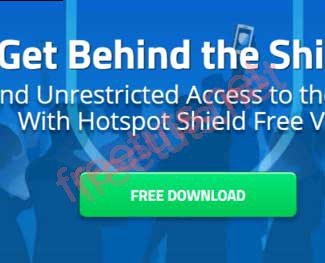 Get Behind the Shi
nd Unrestricted Access to the
With Hotspot Shield Free V
FREE DOWNLOAD